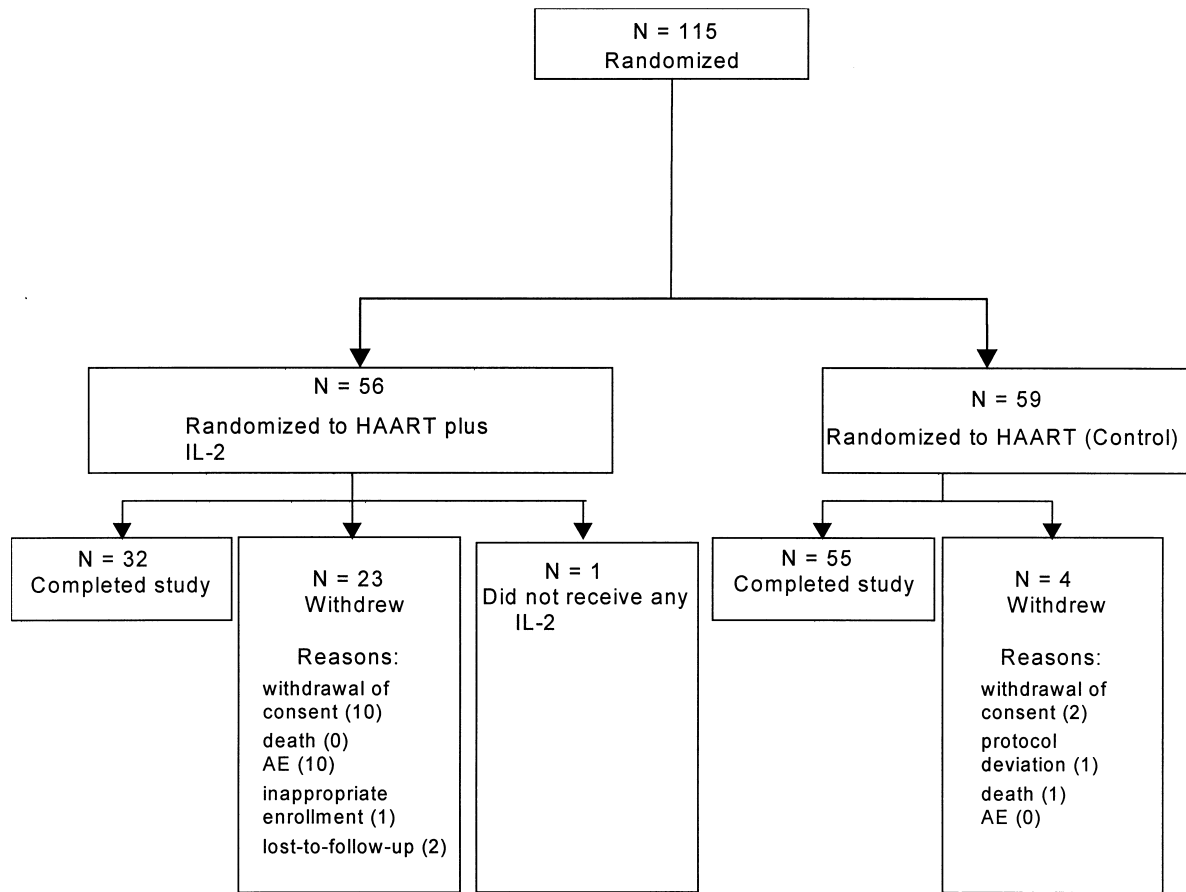 N = 115
Randomized
N = 56
Randomized to HAART plus
IL-2
N = 59
Randomized to HAART (Control)
N = 32
Completed study
N = 23
Withdrew
Reasons:
withdrawal of
consent (10)
death (0)
AE (10)
inappropriate
enrollment (1)
lost-to-follow-up (2)
N = 1
Did not receive any
IL-2
N = 55
Completed study
N = 4
Withdrew
Reasons:
withdrawal of
consent (2)
protocol
deviation (1)
death (1)
AE (0)